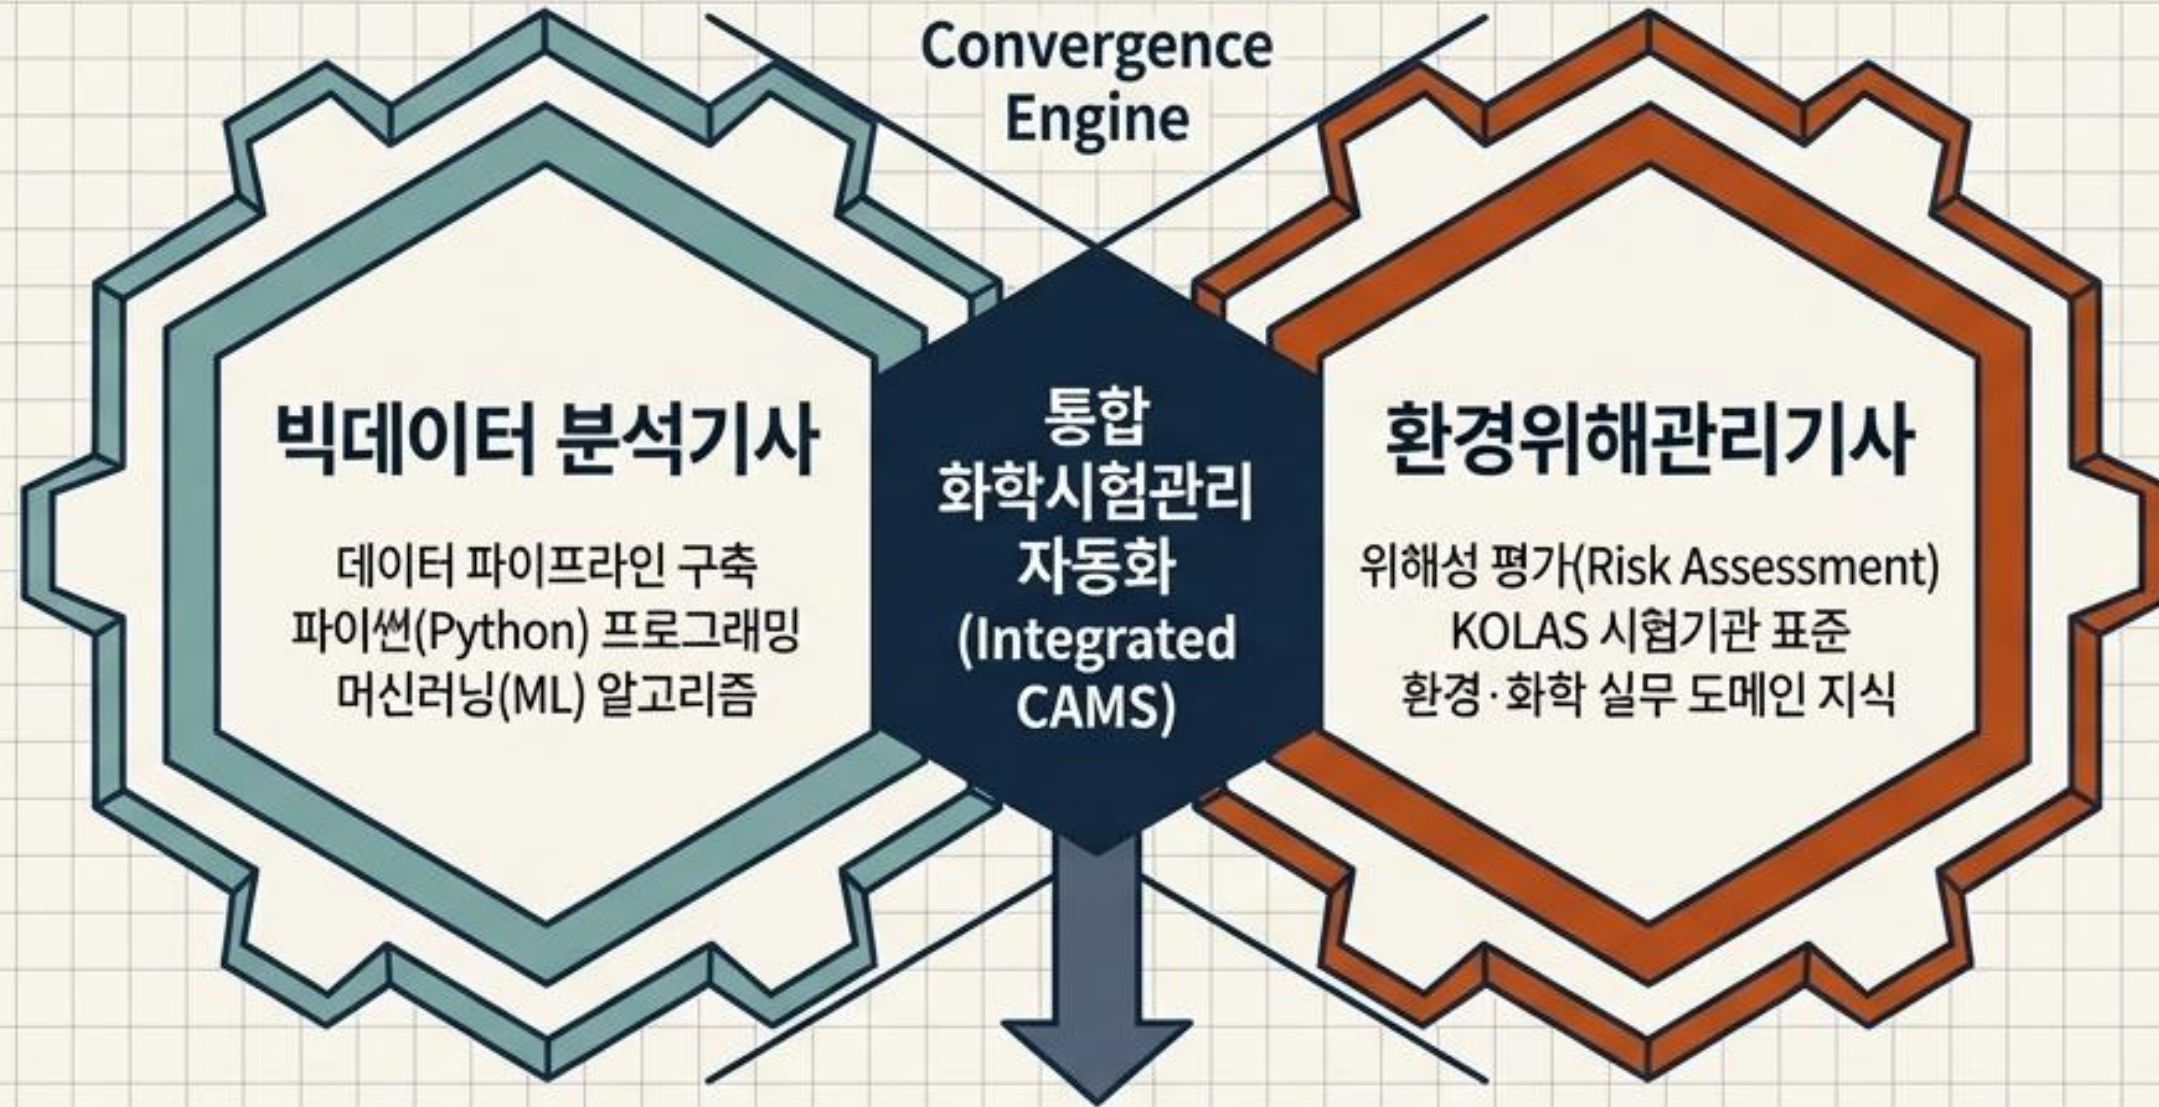 Convergence
Engine
빅데이터 분석기사
데이터 파이프라인 구축
파이썬(Python) 프로그래밍
머신러닝(ML) 알고리즘
통합
화학시험관리
자동화
(Integrated
CAMS)
환경위해관리기사
위해성 평가(Risk Assessment)
KOLAS 시험기관 표준
환경·화학 실무 도메인 지식